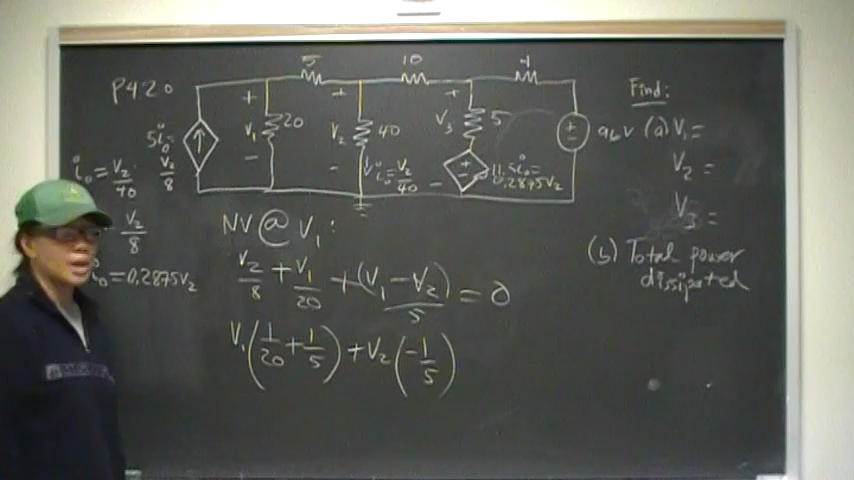 P4.20
5 10 4
+ + +
5i₀= V₂/8
V₁ 20 V₂ 40 V₃ 5
+ - 96V
- - -
i₀=V₂/40
+ - 11.5i₀= 0.2875V₂
i₀=V₂/40
V₂/8
i₀=0.2875V₂
Find:
(a) V₁=
V₂=
V₃=
(b) Total power
dissipated
NV@V₁:
V₂/8 + V₁/20 + (V₁-V₂)/5 = 0
V₁(1/20+1/5)+V₂(-1/5)